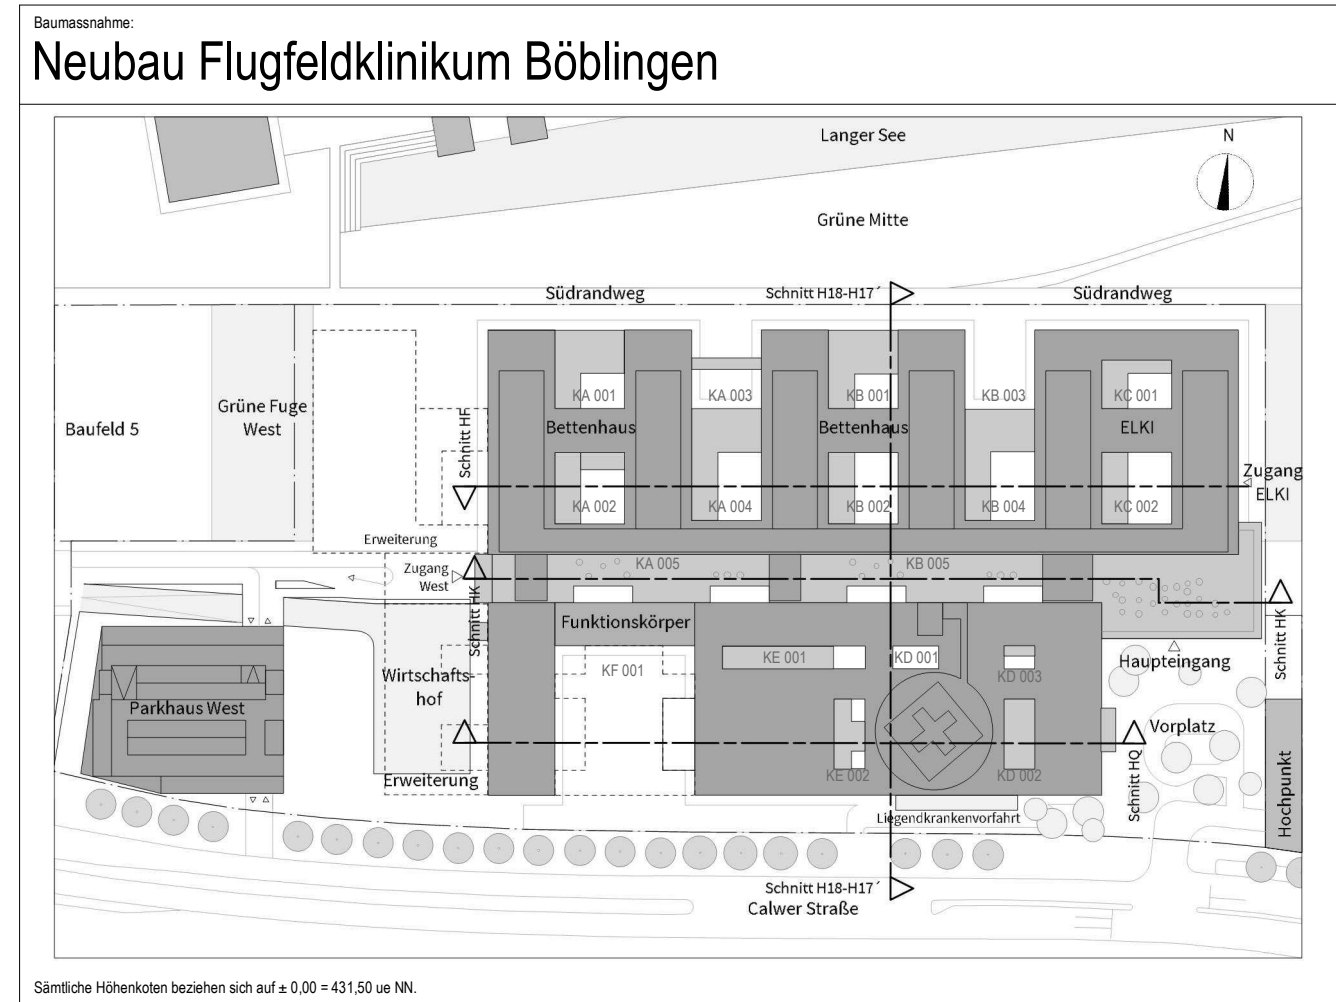 Baumassnahme:
Neubau Flugfeldklinikum Böblingen
Langer See
N
Grüne Mitte
Südrandweg
Schnitt H18-H17´
Südrandweg
KA 001
KA 003
KB 001
KB 003
KC 001
Grüne Fuge
West
Baufeld 5
Schnitt HF
Bettenhaus
Bettenhaus
ELKI
Zugang
ELKI
KA 002
KA 004
KB 002
KB 004
KC 002
Erweiterung
Zugang
West
KA 005
KB 005
Schnitt HK
Schnitt HK
Funktionskörper
KE 001
KD 001
Haupteingang
KF 001
KD 003
Wirtschafts-
hof
Parkhaus West
Vorplatz
Erweiterung
KE 002
KD 002
Schnitt HQ
Hochpunkt
Liegendkrankenvorfahrt
Schnitt H18-H17´
Calwer Straße
Sämtliche Höhenkoten beziehen sich auf ± 0,00 = 431,50 ue NN.